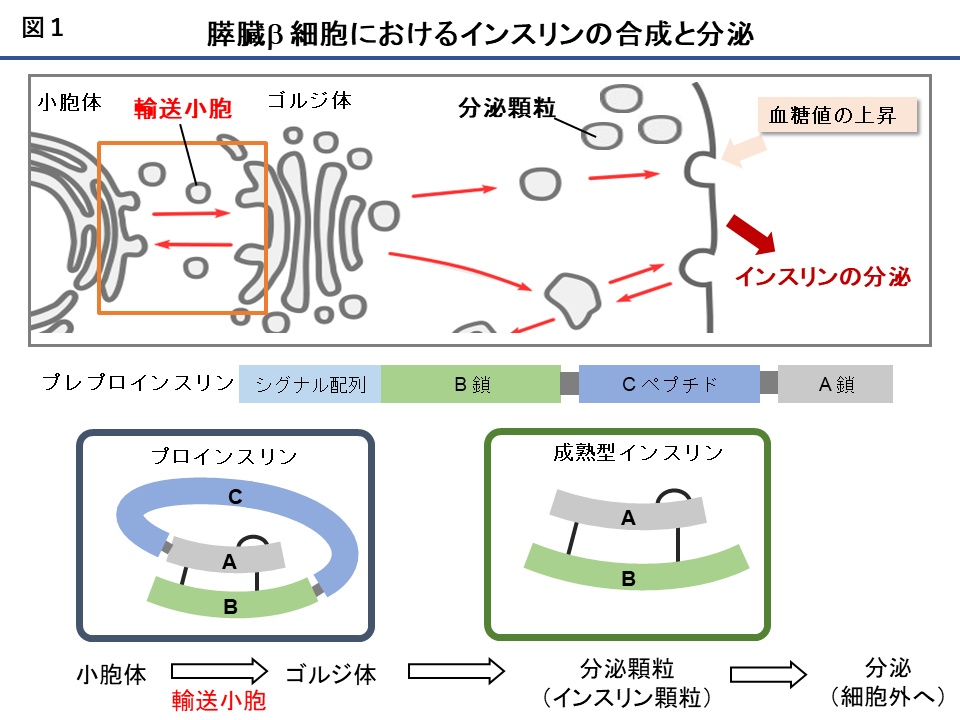 図1
膵臓β細胞におけるインスリンの合成と分泌
小胞体
輸送小胞
ゴルジ体
分泌顆粒
血糖値の上昇
インスリンの分泌
プレプロインスリン
シグナル配列
B 鎖
C ペプチド
A 鎖
プロインスリン
C
A
B
成熟型インスリン
A
B
小胞体
輸送小胞
ゴルジ体
分泌顆粒
（インスリン顆粒）
分泌
（細胞外へ）